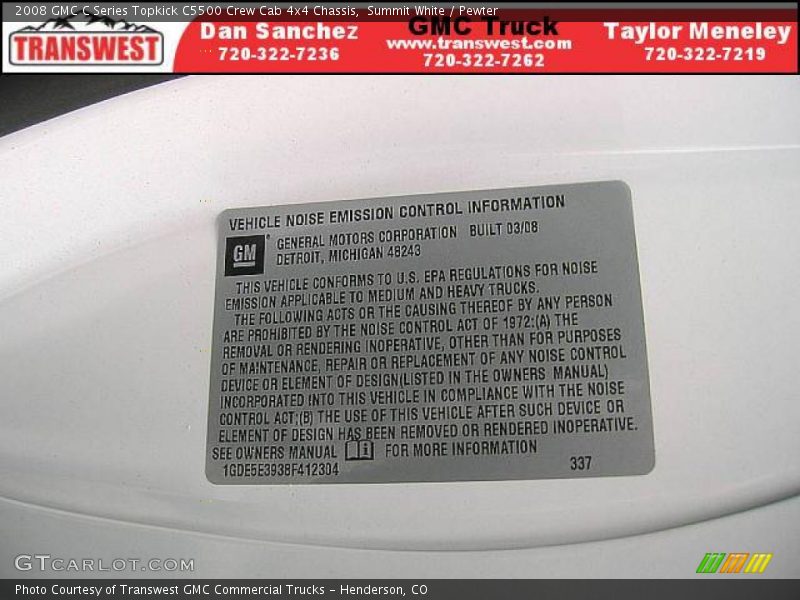 2008 GMC C Series Topkick C5500 Crew Cab 4x4 Chassis,  Summit White / Pewter
TRANSWEST
Dan Sanchez
720-322-7236
GMC Truck
www.transwest.com
720-322-7262
Taylor Meneley
720-322-7219
VEHICLE NOISE EMISSION CONTROL INFORMATION
GM
GENERAL MOTORS CORPORATION BUILT 03/08
DETROIT, MICHIGAN 48243
THIS VEHICLE CONFORMS TO U.S. EPA REGULATIONS FOR NOISE
EMISSION APPLICABLE TO MEDIUM AND HEAVY TRUCKS.
THE FOLLOWING ACTS OR THE CAUSING THEREOF BY ANY PERSON
ARE PROHIBITED BY THE NOISE CONTROL ACT OF 1972:(A) THE
REMOVAL OR RENDERING INOPERATIVE, OTHER THAN FOR PURPOSES
OF MAINTENANCE, REPAIR OR REPLACEMENT OF ANY NOISE CONTROL
DEVICE OR ELEMENT OF DESIGN(LISTED IN THE OWNERS MANUAL)
INCORPORATED INTO THIS VEHICLE IN COMPLIANCE WITH THE NOISE
CONTROL ACT;(B) THE USE OF THIS VEHICLE AFTER SUCH DEVICE OR
ELEMENT OF DESIGN HAS BEEN REMOVED OR RENDERED INOPERATIVE.
SEE OWNERS MANUAL FOR MORE INFORMATION
1GDE5E3938F412304 337
GTCARLOT.COM
Photo Courtesy of Transwest GMC Commercial Trucks - Henderson, CO